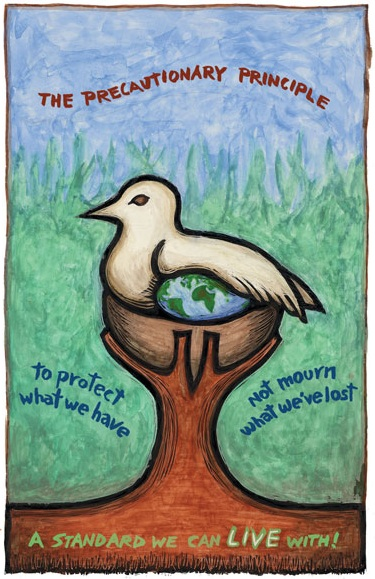 THE PRECAUTIONARY PRINCIPLE
to protect
what we have
not mourn
what we've lost
A STANDARD WE CAN LIVE WITH!